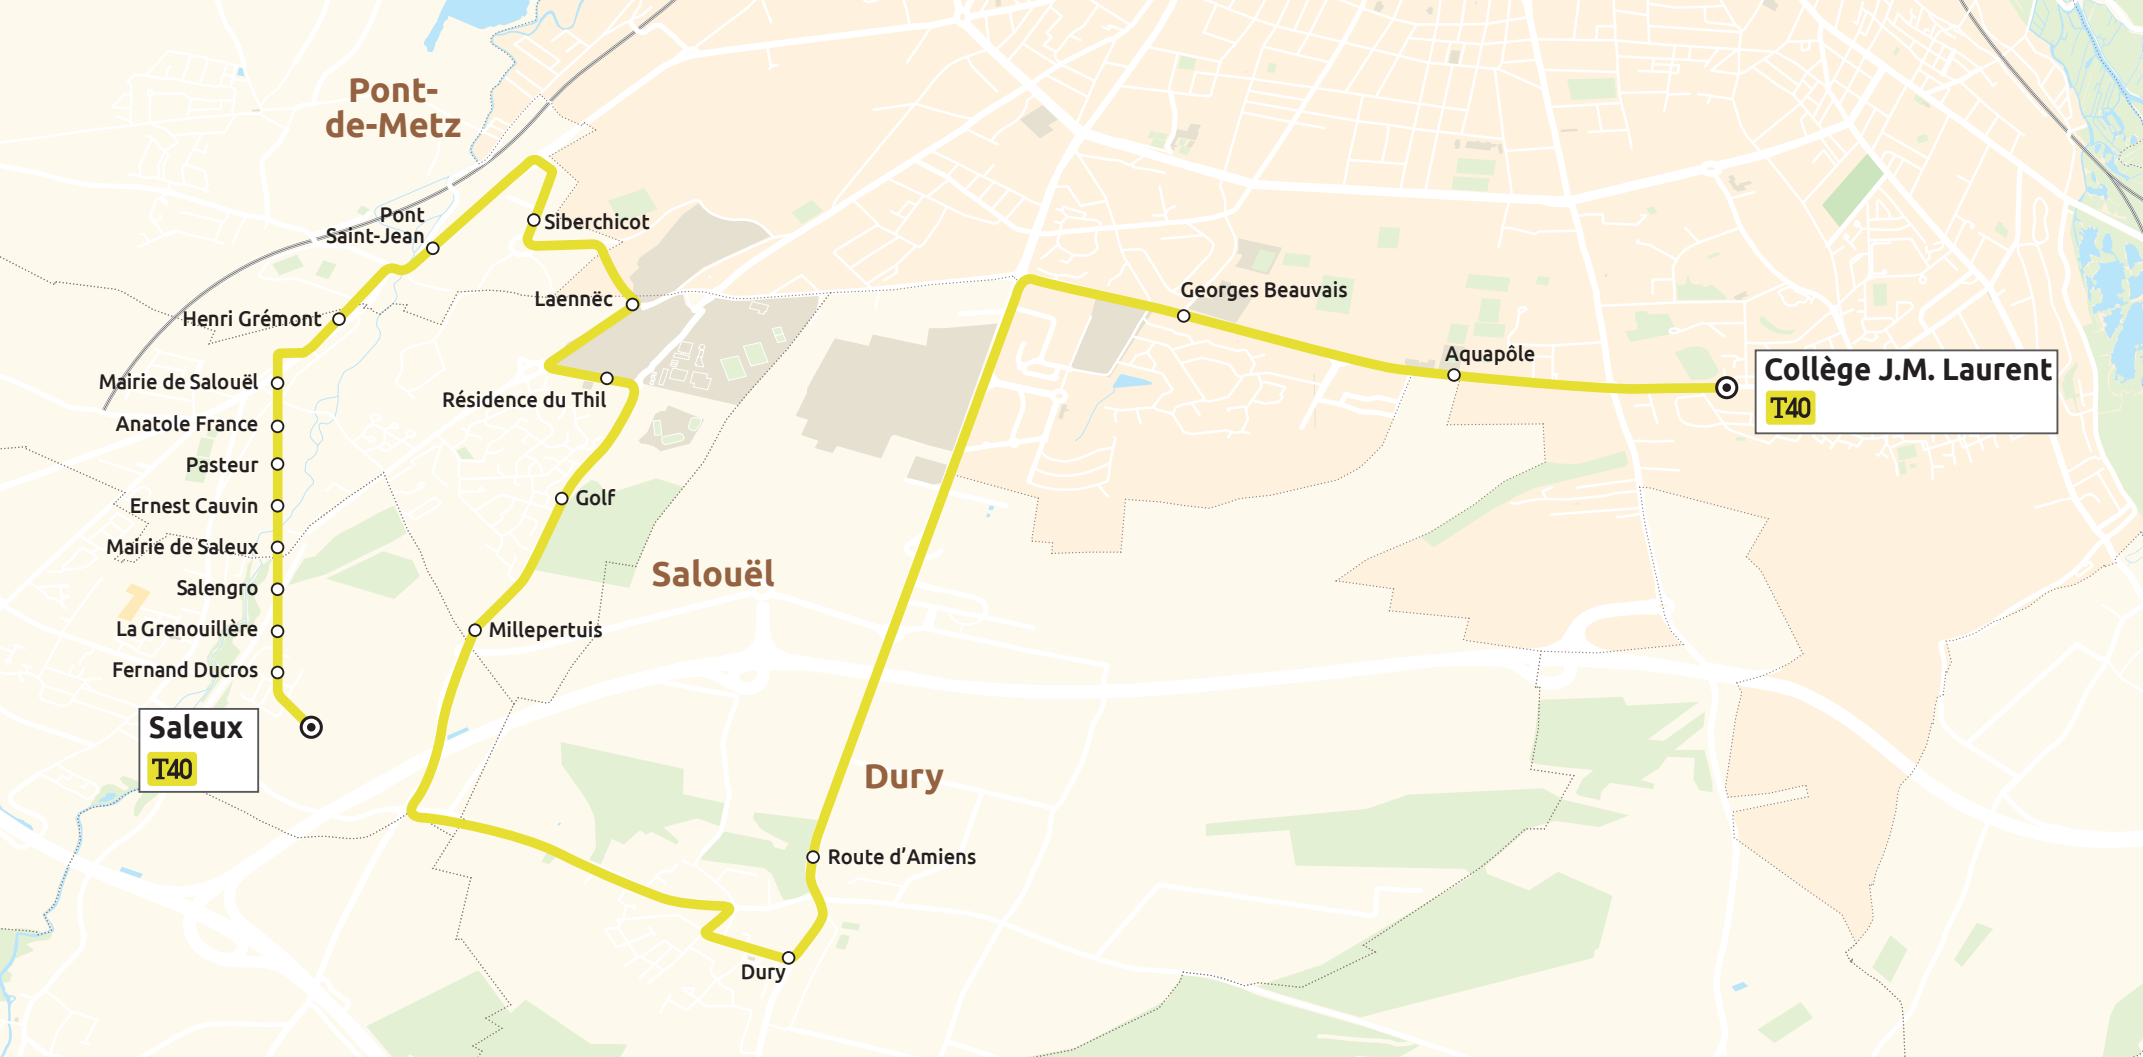 Pont-
de-Metz
Pont
Saint-Jean
Siberchicot
Laennëc
Henri Grémont
Georges Beauvais
Aquapôle
Collège J.M. Laurent
T40
Mairie de Salouël
Résidence du Thil
Anatole France
Pasteur
Golf
Ernest Cauvin
Mairie de Saleux
Salouël
Salengro
La Grenouillère
Millepertuis
Fernand Ducros
Saleux
T40
Dury
Route d’Amiens
Dury